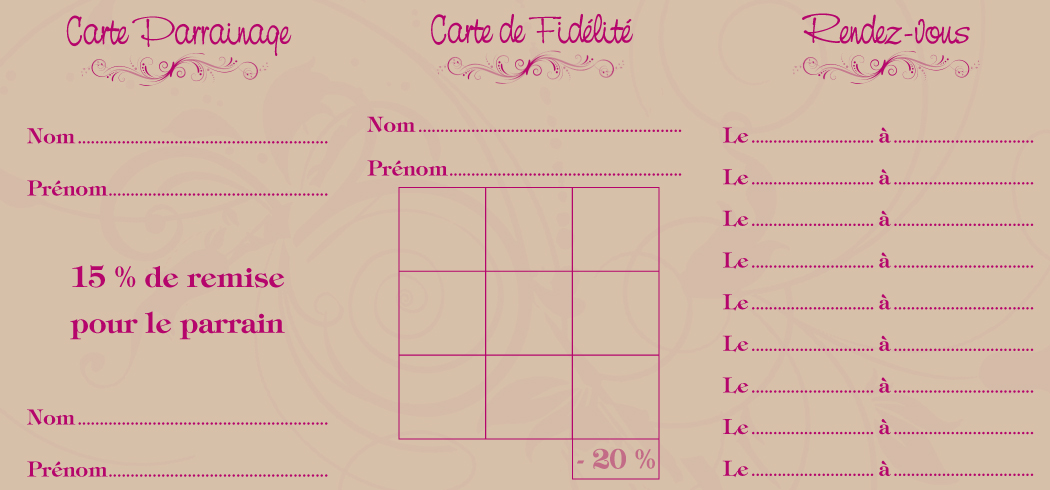 Carte Parrainage
Nom
Prénom
15 % de remise
pour le parrain
Nom
Prénom
Carte de Fidélité
Nom
Prénom
- 20 %
Rendez-vous
Le à
Le à
Le à
Le à
Le à
Le à
Le à
Le à
Le à